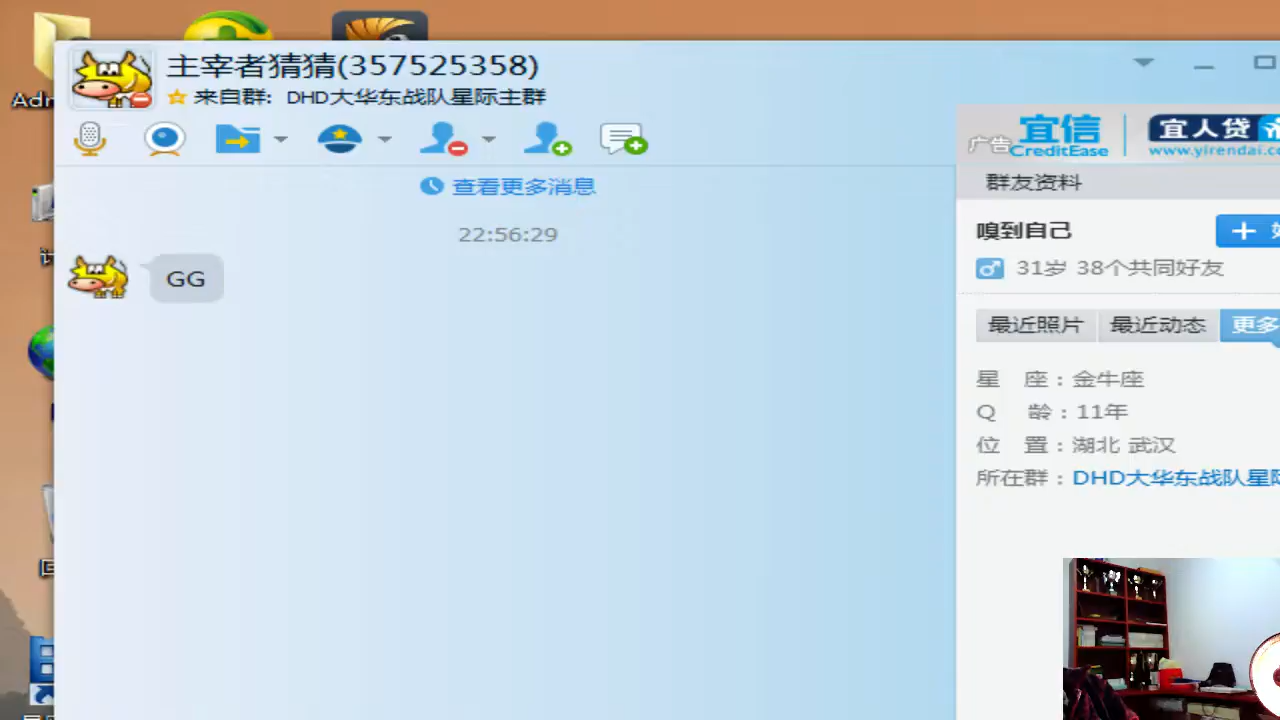 主宰者猜猜(357525358)
来自群: DHD大华东战队星际主群
查看更多消息
22:56:29
GG
广告
宜信
CreditEase
宜人贷
www.yirendai.co
群友资料
嗅到自己
31岁 38个共同好友
最近照片 最近动态 更多
星 座：金牛座
Q 龄：11年
位 置：湖北 武汉
所在群：DHD大华东战队星际